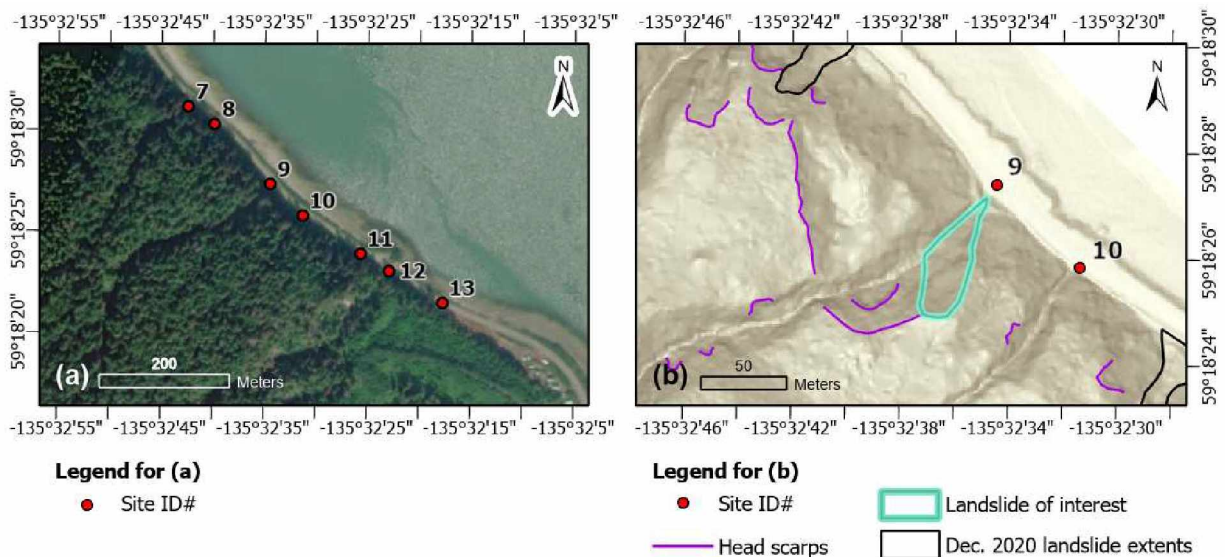 -135°32'55" -135°32'45" -135°32'35" -135°32'25" -135°32'15" -135°32'5"
59°18'30"
59°18'25"
59°18'20"
N
7
8
9
10
11
12
13
(a)
200
Meters
-135°32'55" -135°32'45" -135°32'35" -135°32'25" -135°32'15" -135°32'5"
-135°32'46" -135°32'42" -135°32'38" -135°32'34" -135°32'30"
59°18'30"
59°18'28"
59°18'26"
59°18'24"
N
9
10
(b)
50
Meters
-135°32'46" -135°32'42" -135°32'38" -135°32'34" -135°32'30"
Legend for (a)
Site ID#
Legend for (b)
Site ID#
Landslide of interest
Head scarps
Dec. 2020 landslide extents